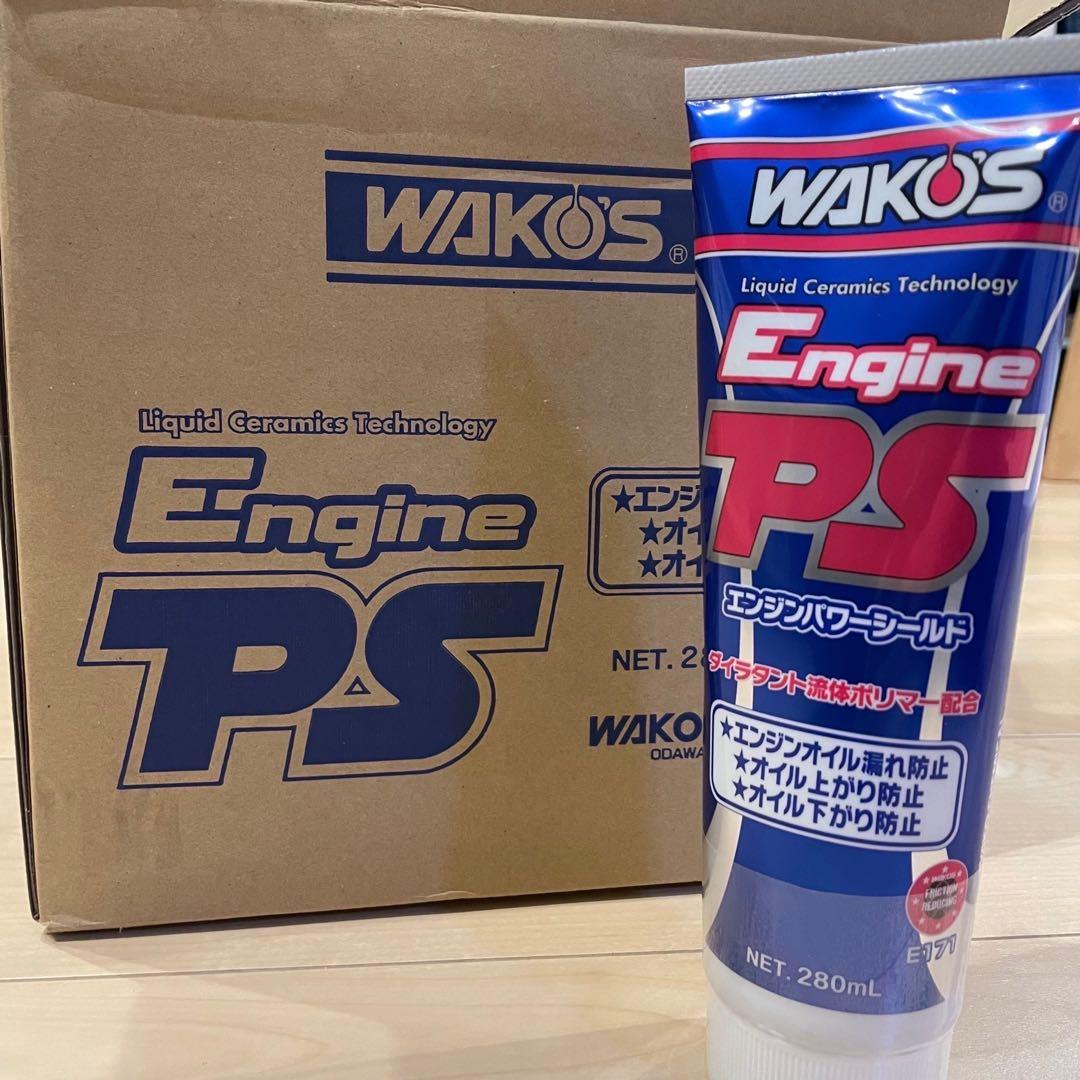 WAKO'S®
Liquid Ceramics Technology
Engine
PS
★エンジ
★オイ
★オイ
NET. 28
WAKO
ODAWA
WAKO'S®
Liquid Ceramics Technology
Engine
PS
エンジンパワーシールド
ダイラタント流体ポリマー配合
★エンジンオイル漏れ防止
★オイル上がり防止
★オイル下がり防止
WAKO'S
FRICTION
REDUCING
E171
NET. 280mL